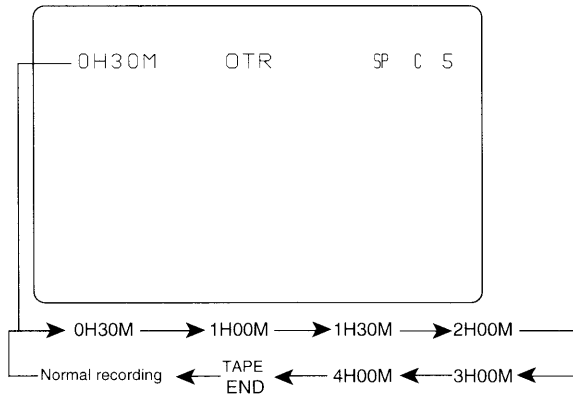 0H30M OTR SP C 5
0H30M 1H00M 1H30M 2H00M
Normal recording TAPE END 4H00M 3H00M